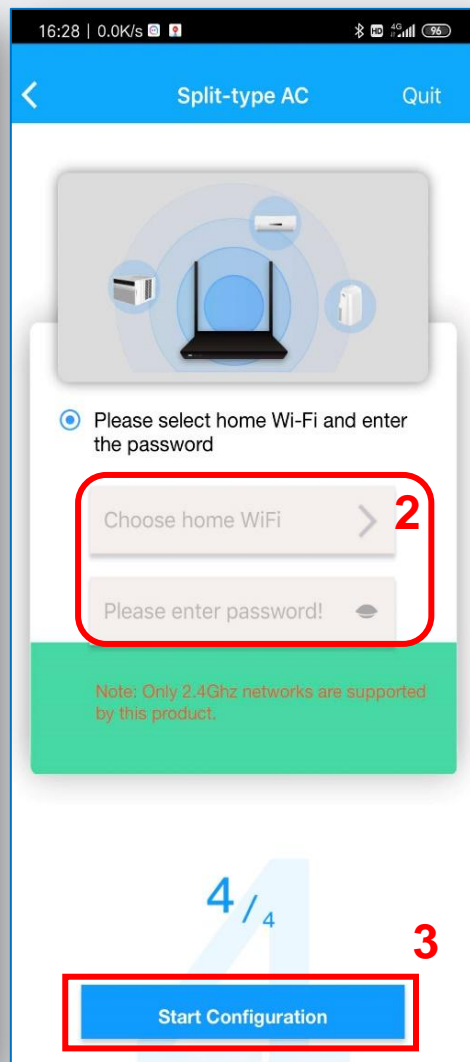 16:28 | 0.0K/s HD 4G 96
Split-type AC Quit
Please select home Wi-Fi and enter
the password
Choose home WiFi 2
Please enter password!
Note: Only 2.4Ghz networks are supported
by this product.
4/4
3
Start Configuration